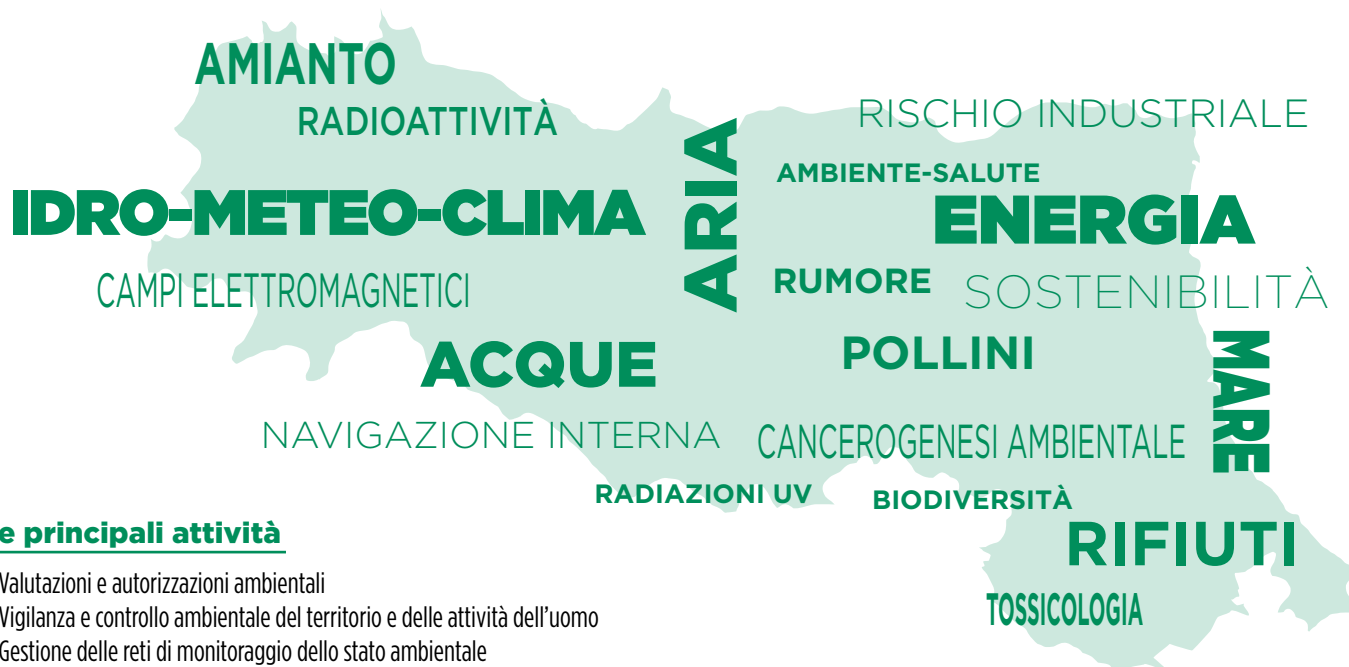 AMIANTO
RADIOATTIVITÀ
RISCHIO INDUSTRIALE
ARIA
AMBIENTE-SALUTE
IDRO-METEO-CLIMA
ENERGIA
CAMPI ELETTROMAGNETICI
RUMORE
SOSTENIBILITÀ
ACQUE
POLLINI
MARE
NAVIGAZIONE INTERNA
CANCEROGENESI AMBIENTALE
RADIAZIONI UV
BIODIVERSITÀ
RIFIUTI
TOSSICOLOGIA
e principali attività
Valutazioni e autorizzazioni ambientali
Vigilanza e controllo ambientale del territorio e delle attività dell'uomo
Gestione delle reti di monitoraggio dello stato ambientale